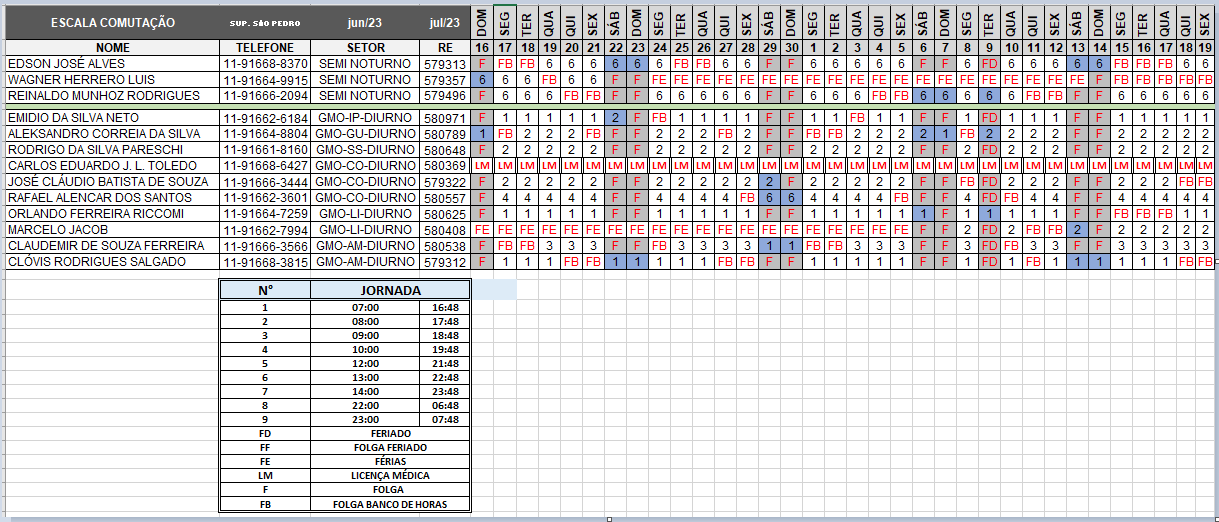 ESCALA COMUTAÇÃO SUP. SÃO PEDRO jun/23 jul/23 DOM SEG TER QUA QUI SEX SÁB DOM SEG TER QUA QUI SEX SÁB DOM SEG TER QUA QUI SEX SÁB DOM SEG TER QUA QUI SEX SÁB DOM SEG TER QUA QUI SEX
NOME TELEFONE SETOR RE 16 17 18 19 20 21 22 23 24 25 26 27 28 29 30 1 2 3 4 5 6 7 8 9 10 11 12 13 14 15 16 17 18 19
EDSON JOSÉ ALVES 11-91668-8370 SEMI NOTURNO 579313 F FB FB 6 6 6 6 6 6 FB FB 6 6 F F 6 6 6 6 6 F F 6 FD 6 6 6 6 6 FB FB 6 6 6
WAGNER HERRERO LUIS 11-91664-9915 SEMI NOTURNO 579357 6 6 6 FB 6 6 F F FE FE FE FE FE FE FE FE FE FE FE FE FE FE FE FE FE FE FE F F FB FB FB FB FB
REINALDO MUNHOZ RODRIGUES 11-91666-2094 SEMI NOTURNO 579496 F 6 6 6 FB FB F F 6 6 6 6 6 F F 6 6 6 FB FB 6 6 6 6 6 FB FB F F 6 6 6 6 6
EMIDIO DA SILVA NETO 11-91662-6184 GMO-IP-DIURNO 580971 F 1 1 1 1 1 2 F FB 1 1 1 1 F F 1 1 FB 1 1 F F 1 FD 1 1 1 F F 1 1 1 1 1
ALEKSANDRO CORREIA DA SILVA 11-91664-8804 GMO-GU-DIURNO 580789 1 FB 2 2 2 FB F F 2 2 2 FB 2 F F FB FB 2 2 2 2 1 FB 2 2 2 2 F F 2 2 2 2 2
RODRIGO DA SILVA PARESCHI 11-91661-8160 GMO-SS-DIURNO 580648 F 2 2 2 2 2 F F 2 2 2 2 2 F F 2 2 2 2 2 F F 2 FD 2 2 2 F F 2 2 2 2 2
CARLOS EDUARDO J. L. TOLEDO 11-91668-6427 GMO-CO-DIURNO 580369 LM LM LM LM LM LM LM LM LM LM LM LM LM LM LM LM LM LM LM LM LM LM LM LM LM LM LM LM LM LM LM LM LM LM
JOSÉ CLÁUDIO BATISTA DE SOUZA 11-91666-3444 GMO-CO-DIURNO 579322 F 2 2 2 2 2 F F 2 2 2 2 2 2 F 2 2 2 2 2 F F FB FD 2 2 2 F F 2 2 2 FB FB
RAFAEL ALENCAR DOS SANTOS 11-91662-3601 GMO-CO-DIURNO 580557 F 4 4 4 4 4 F F 4 4 4 4 4 6 6 4 4 4 4 FB F F 4 FD FB 4 4 F F 4 4 4 4 4
ORLANDO FERREIRA RICCOMI 11-91664-7259 GMO-LI-DIURNO 580625 F 1 1 1 1 1 F F 1 1 1 1 1 F F 1 1 1 1 1 1 F 1 1 1 1 1 F F FB FB FB 1 1
MARCELO JACOB 11-91662-7994 GMO-LI-DIURNO 580408 FE FE FE FE FE FE FE FE FE FE FE FE FE FE FE FE FE FE FE FE F F 2 FD 2 FB FB 2 F 2 2 2 2 2
CLAUDEMIR DE SOUZA FERREIRA 11-91666-3566 GMO-AM-DIURNO 580538 F FB FB 3 3 3 F F FB 3 3 3 3 1 1 FB FB 3 3 3 F F 3 FD FB 3 3 F F 3 3 3 3 3
CLÓVIS RODRIGUES SALGADO 11-91668-3815 GMO-AM-DIURNO 579312 F 1 1 1 FB FB 1 1 1 1 1 FB FB F F 1 1 1 1 1 F F 1 FD 1 FB 1 1 1 1 1 1 FB FB
Nº JORNADA
1 07:00 16:48
2 08:00 17:48
3 09:00 18:48
4 10:00 19:48
5 12:00 21:48
6 13:00 22:48
7 14:00 23:48
8 22:00 06:48
9 23:00 07:48
FD FERIADO
FF FOLGA FERIADO
FE FÉRIAS
LM LICENÇA MÉDICA
F FOLGA
FB FOLGA BANCO DE HORAS